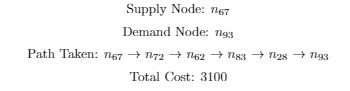 Supply Node: n₆₇
Demand Node: n₉₃
Path Taken: n₆₇ → n₇₂ → n₆₂ → n₈₃ → n₂₈ → n₉₃
Total Cost: 3100